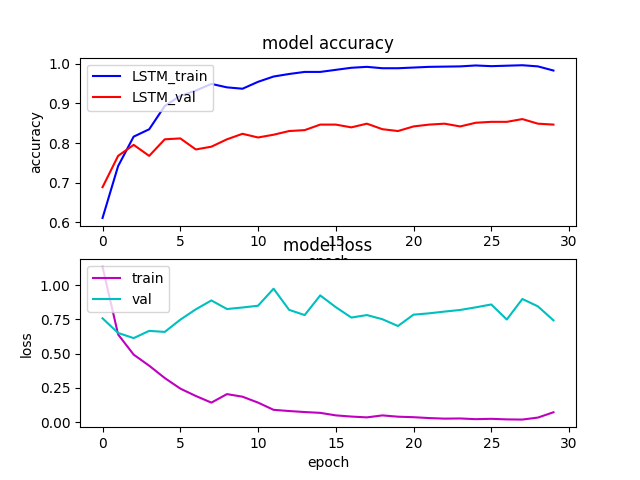 model accuracy
1.0
0.9
0.8
0.7
0.6
accuracy
LSTM_train
LSTM_val
0 5 10 15 20 25 30
epoch
model loss
1.00
0.75
0.50
0.25
0.00
loss
train
val
0 5 10 15 20 25 30
epoch